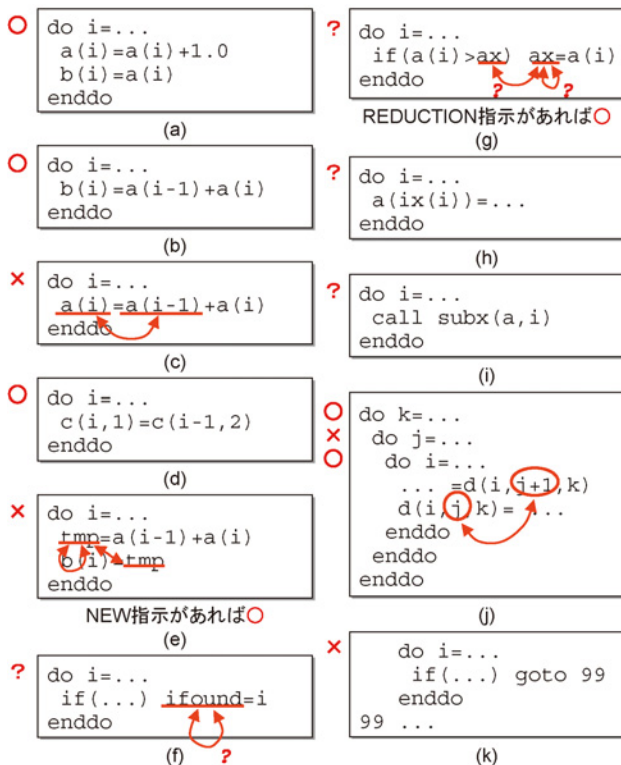 ○
do i=...
a(i)=a(i)+1.0
b(i)=a(i)
enddo
(a)
○
do i=...
b(i)=a(i-1)+a(i)
enddo
(b)
×
do i=...
a(i)=a(i-1)+a(i)
enddo
(c)
○
do i=...
c(i,1)=c(i-1,2)
enddo
(d)
×
do i=...
tmp=a(i-1)+a(i)
b(i)=tmp
enddo
NEW指示があれば○
(e)
?
do i=...
if(...) ifound=i
enddo
?
(f)
?
do i=...
if(a(i)>ax) ax=a(i)
enddo
? ?
REDUCTION指示があれば○
(g)
?
do i=...
a(ix(i))=...
enddo
(h)
?
do i=...
call subx(a,i)
enddo
(i)
○
do k=...
×
do j=...
○
do i=...
... =d(i,j+1,k)
d(i,j,k)= ...
enddo
enddo
enddo
(j)
×
do i=...
if(...) goto 99
enddo
99 ...
(k)